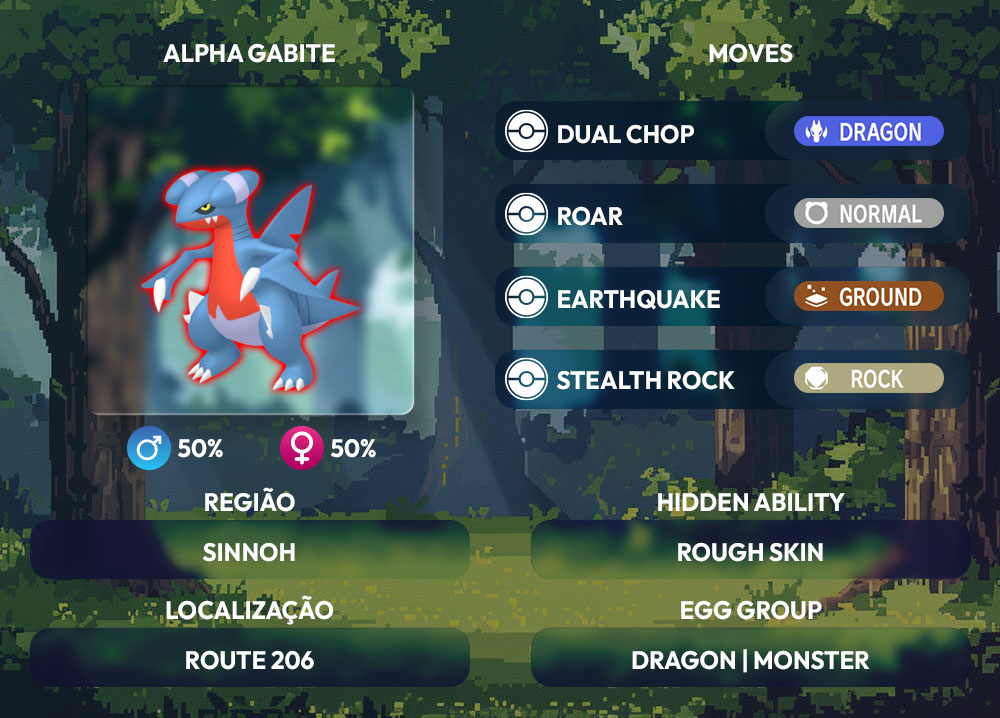 ALPHA GABITE
♂ 50% ♀ 50%
REGIÃO
SINNOH
LOCALIZAÇÃO
ROUTE 206
MOVES
DUAL CHOP DRAGON
ROAR NORMAL
EARTHQUAKE GROUND
STEALTH ROCK ROCK
HIDDEN ABILITY
ROUGH SKIN
EGG GROUP
DRAGON | MONSTER